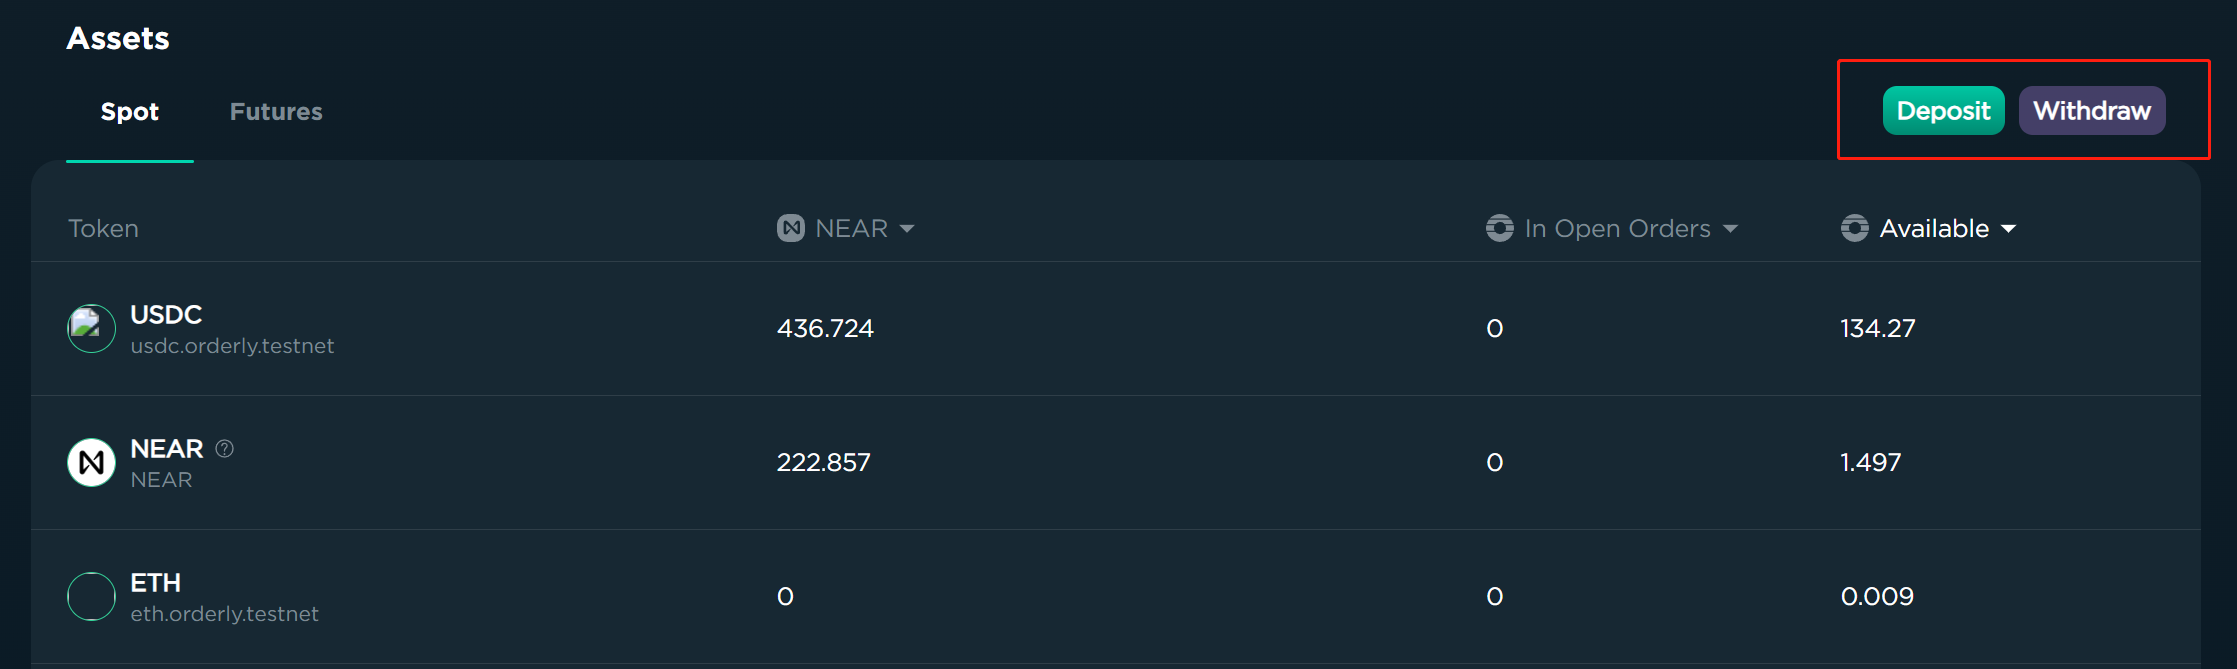 Assets
Spot Futures Deposit Withdraw
Token NEAR In Open Orders Available
USDC
usdc.orderly.testnet
436.724 0 134.27
NEAR
NEAR
222.857 0 1.497
ETH
eth.orderly.testnet
0 0 0.009